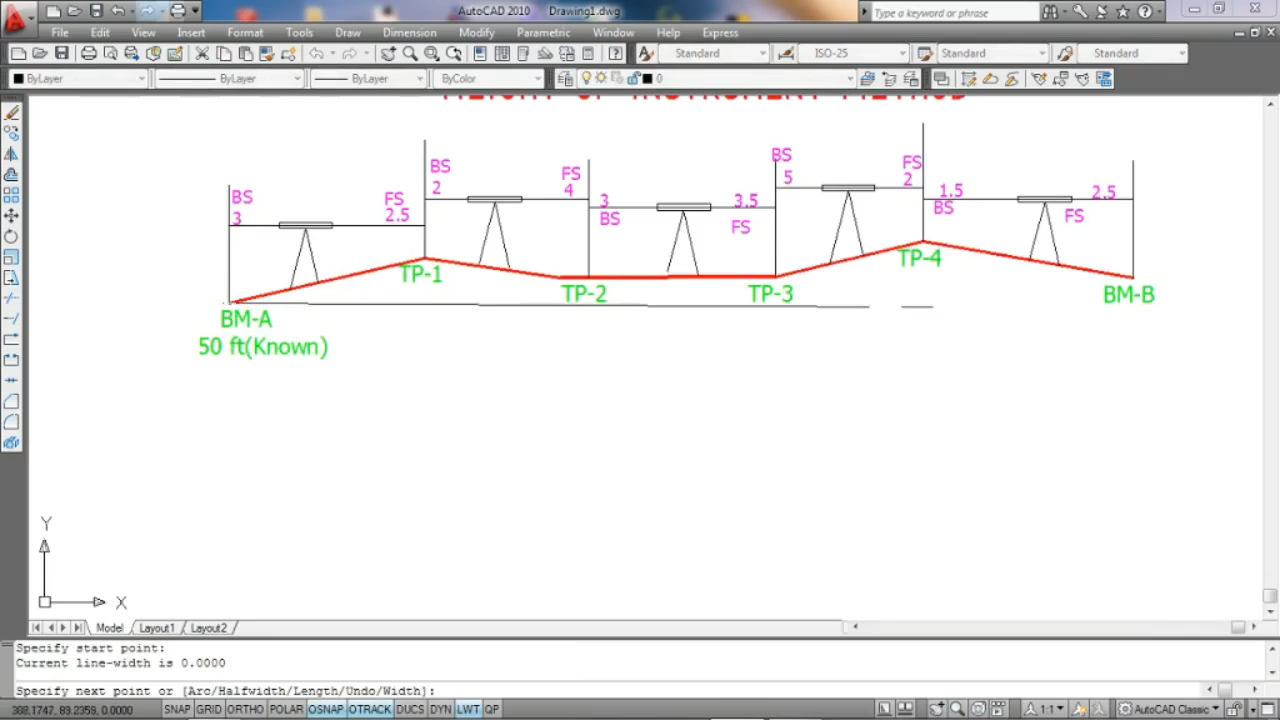 AutoCAD 2010 Drawing1.dwg
Type a keyword or phrase
File Edit View Insert Format Tools Draw Dimension Modify Parametric Window Help Express
Standard ISO-25 Standard Standard
ByLayer ByLayer ByLayer ByColor 0
HEIGHT OF INSTRUMENT METHOD
BS
3
FS
2.5
BS
2
FS
4
3
BS
3.5
FS
BS
5
FS
2
1.5
BS
2.5
FS
TP-1
TP-2
TP-3
TP-4
BM-A
50 ft(Known)
BM-B
Y
X
Model Layout1 Layout2
Specify start point:
Current line-width is 0.0000
Specify next point or [Arc/Halfwidth/Length/Undo/Width]:
388.1747, 89.2359, 0.0000 SNAP GRID ORTHO POLAR OSNAP OTRACK DUCS DYN LWT QP 1:1 AutoCAD Classic